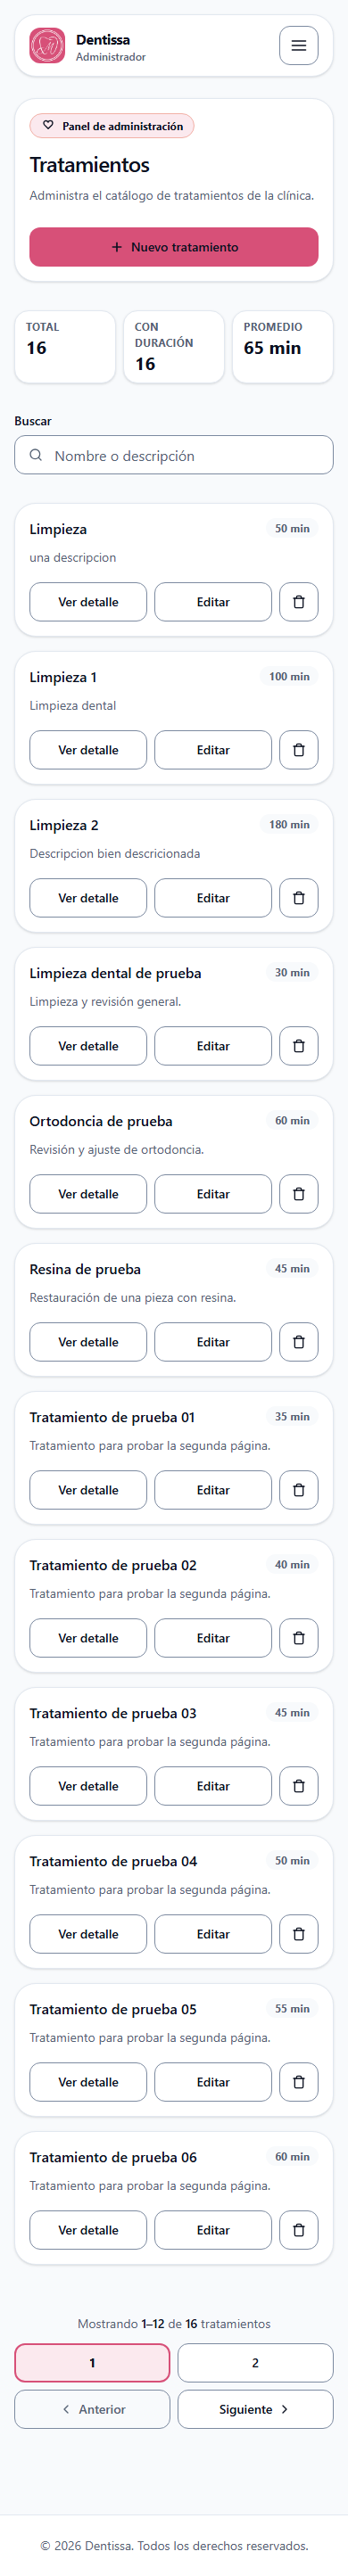 Dentissa
Administrador
Panel de administración
Tratamientos
Administra el catálogo de tratamientos de la clínica.
+ Nuevo tratamiento
TOTAL
16
CON
DURACIÓN
16
PROMEDIO
65 min
Buscar
Nombre o descripción
Limpieza
50 min
una descripcion
Ver detalle
Editar
Limpieza 1
100 min
Limpieza dental
Ver detalle
Editar
Limpieza 2
180 min
Descripcion bien descricionada
Ver detalle
Editar
Limpieza dental de prueba
30 min
Limpieza y revisión general.
Ver detalle
Editar
Ortodoncia de prueba
60 min
Revisión y ajuste de ortodoncia.
Ver detalle
Editar
Resina de prueba
45 min
Restauración de una pieza con resina.
Ver detalle
Editar
Tratamiento de prueba 01
35 min
Tratamiento para probar la segunda página.
Ver detalle
Editar
Tratamiento de prueba 02
40 min
Tratamiento para probar la segunda página.
Ver detalle
Editar
Tratamiento de prueba 03
45 min
Tratamiento para probar la segunda página.
Ver detalle
Editar
Tratamiento de prueba 04
50 min
Tratamiento para probar la segunda página.
Ver detalle
Editar
Tratamiento de prueba 05
55 min
Tratamiento para probar la segunda página.
Ver detalle
Editar
Tratamiento de prueba 06
60 min
Tratamiento para probar la segunda página.
Ver detalle
Editar
Mostrando 1–12 de 16 tratamientos
1
2
Anterior
Siguiente
© 2026 Dentissa. Todos los derechos reservados.